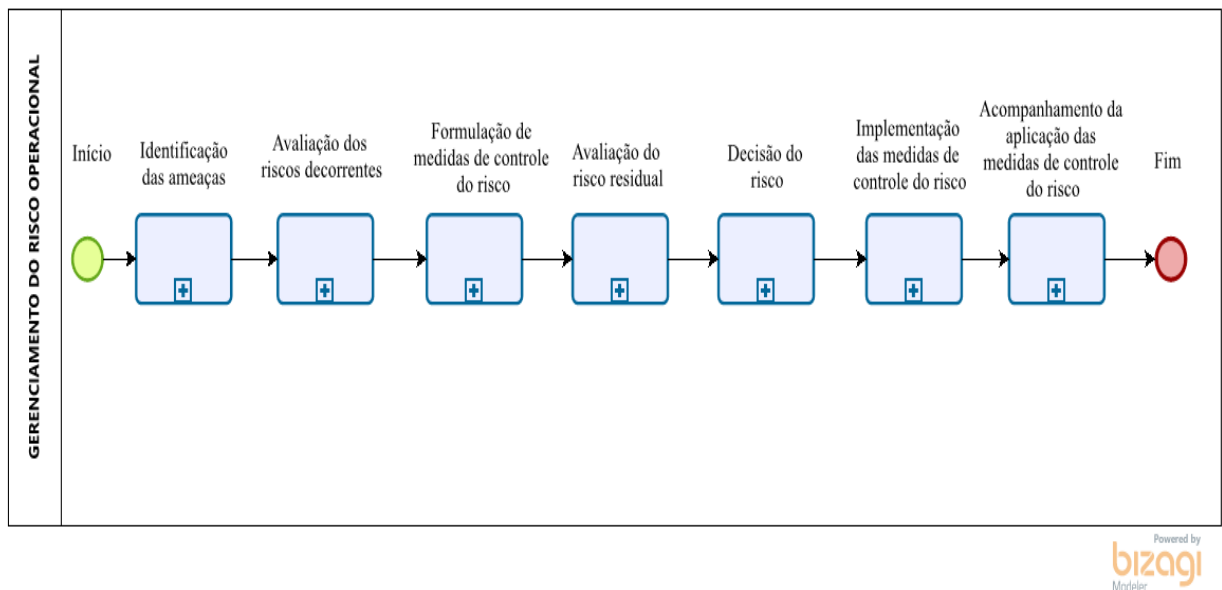 GERENCIAMENTO DO RISCO OPERACIONAL
Início
Identificação
das ameaças
Avaliação dos
riscos decorrentes
Formulação de
medidas de controle
do risco
Avaliação do
risco residual
Decisão do
risco
Implementação
das medidas de
controle do risco
Acompanhamento da
aplicação das
medidas de controle
do risco
Fim
Powered by
bizagi
Modeler